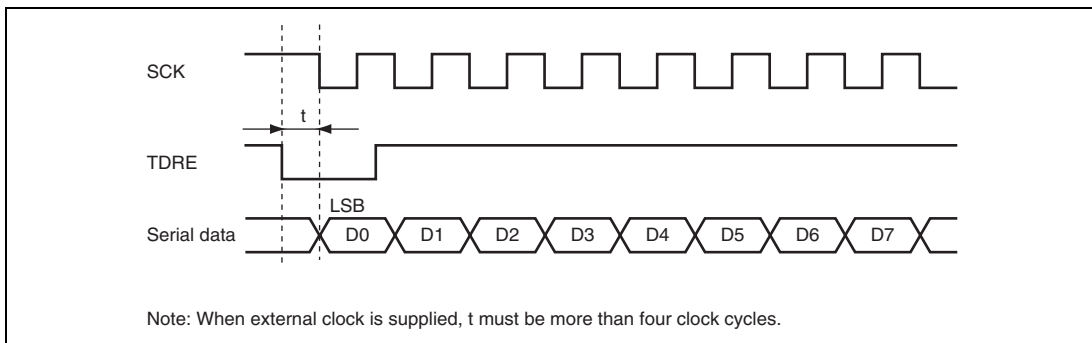 SCK
t
TDRE
LSB
Serial data D0 D1 D2 D3 D4 D5 D6 D7
Note: When external clock is supplied, t must be more than four clock cycles.